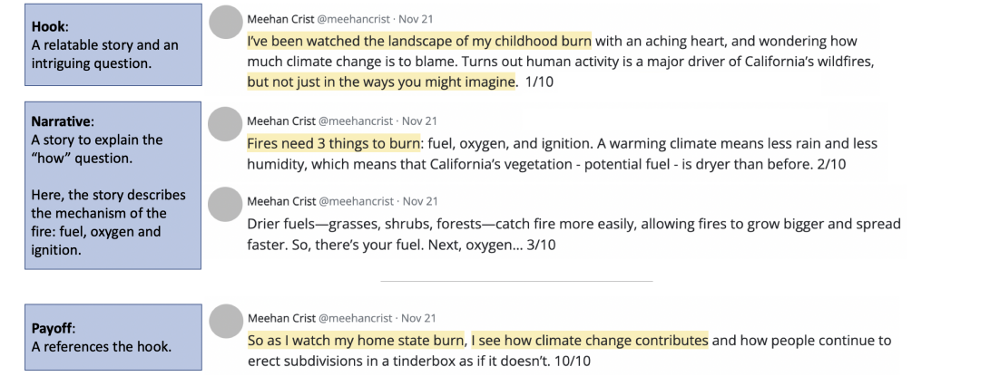 Hook:
A relatable story and an
intriguing question.
Meehan Crist @meehancrist · Nov 21
I’ve been watched the landscape of my childhood burn with an aching heart, and wondering how
much climate change is to blame. Turns out human activity is a major driver of California’s wildfires,
but not just in the ways you might imagine. 1/10
Narrative:
A story to explain the
“how” question.
Here, the story describes
the mechanism of the
fire: fuel, oxygen and
ignition.
Meehan Crist @meehancrist · Nov 21
Fires need 3 things to burn: fuel, oxygen, and ignition. A warming climate means less rain and less
humidity, which means that California’s vegetation - potential fuel - is dryer than before. 2/10
Meehan Crist @meehancrist · Nov 21
Drier fuels—grasses, shrubs, forests—catch fire more easily, allowing fires to grow bigger and spread
faster. So, there’s your fuel. Next, oxygen... 3/10
Payoff:
A references the hook.
Meehan Crist @meehancrist · Nov 21
So as I watch my home state burn, I see how climate change contributes and how people continue to
erect subdivisions in a tinderbox as if it doesn’t. 10/10